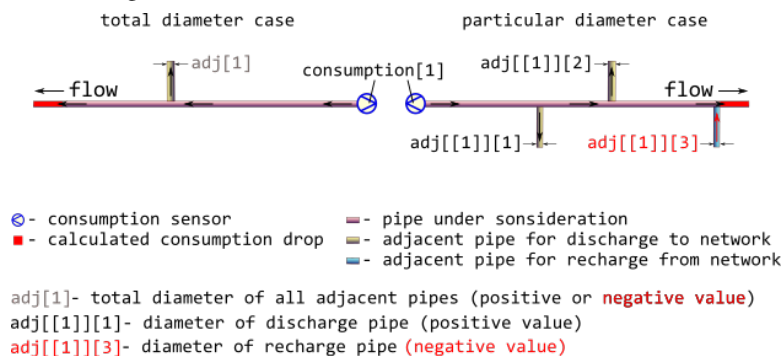 total diameter case
particular diameter case
adj[1]
consumption[1]
adj[[1]][2]
flow
flow
adj[[1]][1]
adj[[1]][3]
- consumption sensor
- pipe under sonsideration
- calculated consumption drop
- adjacent pipe for discharge to network
- adjacent pipe for recharge from network
adj[1]- total diameter of all adjacent pipes (positive or negative value)
adj[[1]][1]- diameter of discharge pipe (positive value)
adj[[1]][3]- diameter of recharge pipe (negative value)